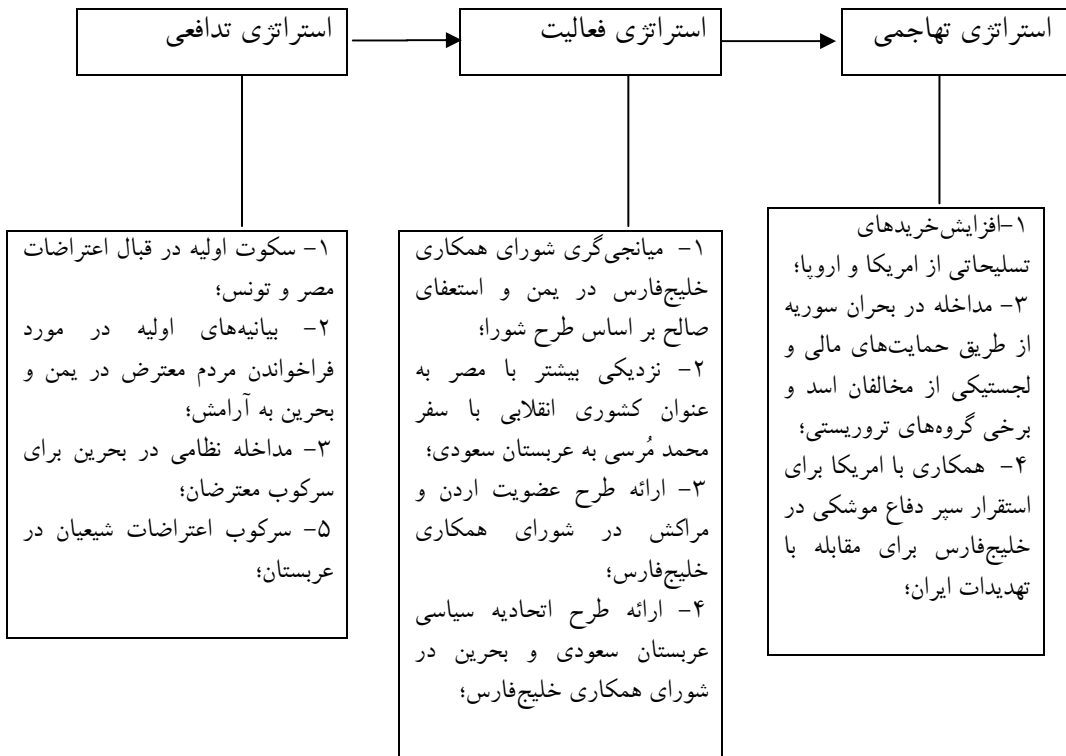 استراتژی تدافعی
استراتژی فعالیت
استراتژی تهاجمی
۱- سکوت اولیه در قبال اعتراضات
مصر و تونس؛
۲- بیانیه‌های اولیه در مورد
فراخواندن مردم معترض در یمن و
بحرین به آرامش؛
۳- مداخله نظامی در بحرین برای
سرکوب معترضان؛
۵- سرکوب اعتراضات شیعیان در
عربستان؛
۱- میانجی‌گری شورای همکاری
خلیج‌فارس در یمن و استعفای
صالح بر اساس طرح شورا؛
۲- نزدیکی بیشتر با مصر به
عنوان کشوری انقلابی با سفر
محمد مُرسی به عربستان سعودی؛
۳- ارائه طرح عضویت اردن و
مراکش در شورای همکاری
خلیج‌فارس؛
۴- ارائه طرح اتحادیه سیاسی
عربستان سعودی و بحرین در
شورای همکاری خلیج‌فارس؛
۱-افزایش‌خریدهای
تسلیحاتی از امریکا و اروپا؛
۳- مداخله در بحران سوریه
از طریق حمایت‌های مالی و
لجستیکی از مخالفان اسد و
برخی گروه‌های تروریستی؛
۴- همکاری با امریکا برای
استقرار سپر دفاع موشکی در
خلیج‌فارس برای مقابله با
تهدیدات ایران؛